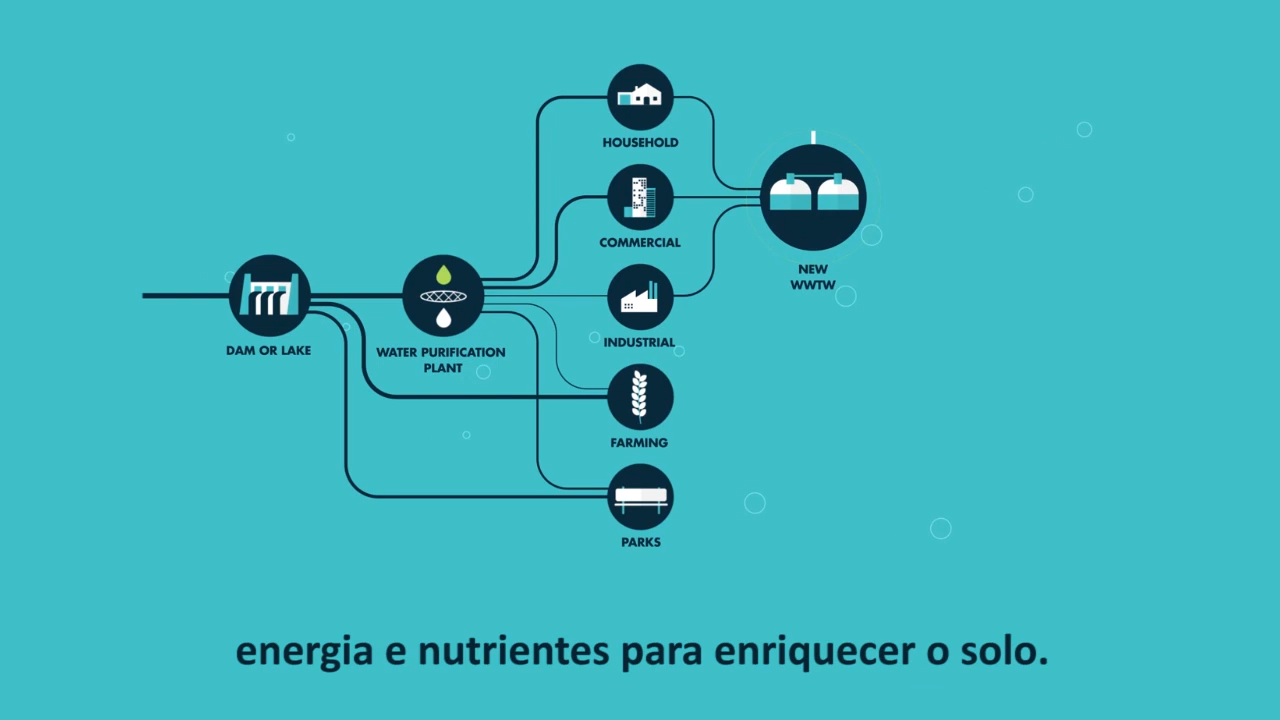 HOUSEHOLD
COMMERCIAL
NEW
WWTW
INDUSTRIAL
DAM OR LAKE
WATER PURIFICATION
PLANT
FARMING
PARKS
energia e nutrientes para enriquecer o solo.